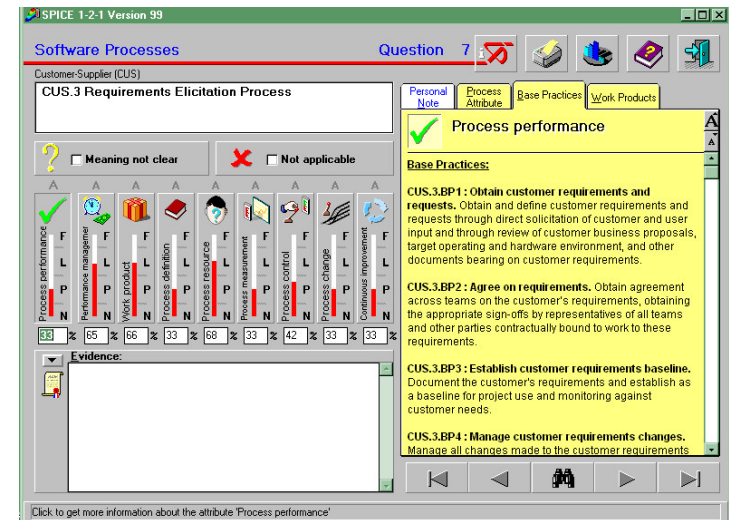 SPICE 1-2-1 Version 99
Software Processes
Question 7
Customer-Supplier (CUS)
CUS.3 Requirements Elicitation Process
? Meaning not clear
Not applicable
A A A A A A A A A
Process performance F L P N
Performance managemer F L P N
Work product F L P N
Process definition F L P N
Process resource F L P N
Process measurement F L P N
Process control F L P N
Process change F L P N
Continuous improvement F L P N
33 % 65 % 66 % 33 % 68 % 33 % 42 % 33 % 33 %
Evidence:
Personal Note
Process Attribute
Base Practices
Work Products
Process performance
A
A
Base Practices:
CUS.3.BP1 : Obtain customer requirements and
requests. Obtain and define customer requirements and
requests through direct solicitation of customer and user
input and through review of customer business proposals,
target operating and hardware environment, and other
documents bearing on customer requirements.
CUS.3.BP2 : Agree on requirements. Obtain agreement
across teams on the customer's requirements, obtaining
the appropriate sign-offs by representatives of all teams
and other parties contractually bound to work to these
requirements.
CUS.3.BP3 : Establish customer requirements baseline.
Document the customer's requirements and establish as
a baseline for project use and monitoring against
customer needs.
CUS.3.BP4 : Manage customer requirements changes.
Manage all changes made to the customer requirements
Click to get more information about the attribute 'Process performance'